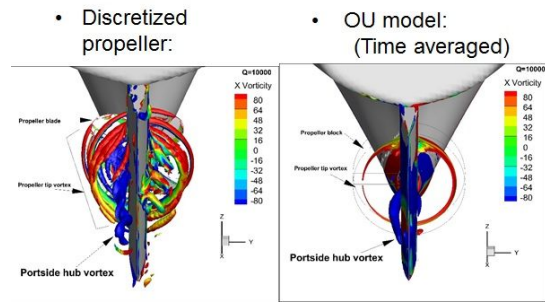 • Discretized
propeller:
Q=10000
X Vorticity
80
64
48
32
16
0
-16
-32
-48
-64
-80
Propeller blade
Propeller tip vortex
Portside hub vortex
Z
Y
X
• OU model:
(Time averaged)
Q=10000
X Vorticity
80
64
48
32
16
0
-16
-32
-48
-64
-80
Propeller block
Propeller tip vortex
Portside hub vortex
Z
Y
X